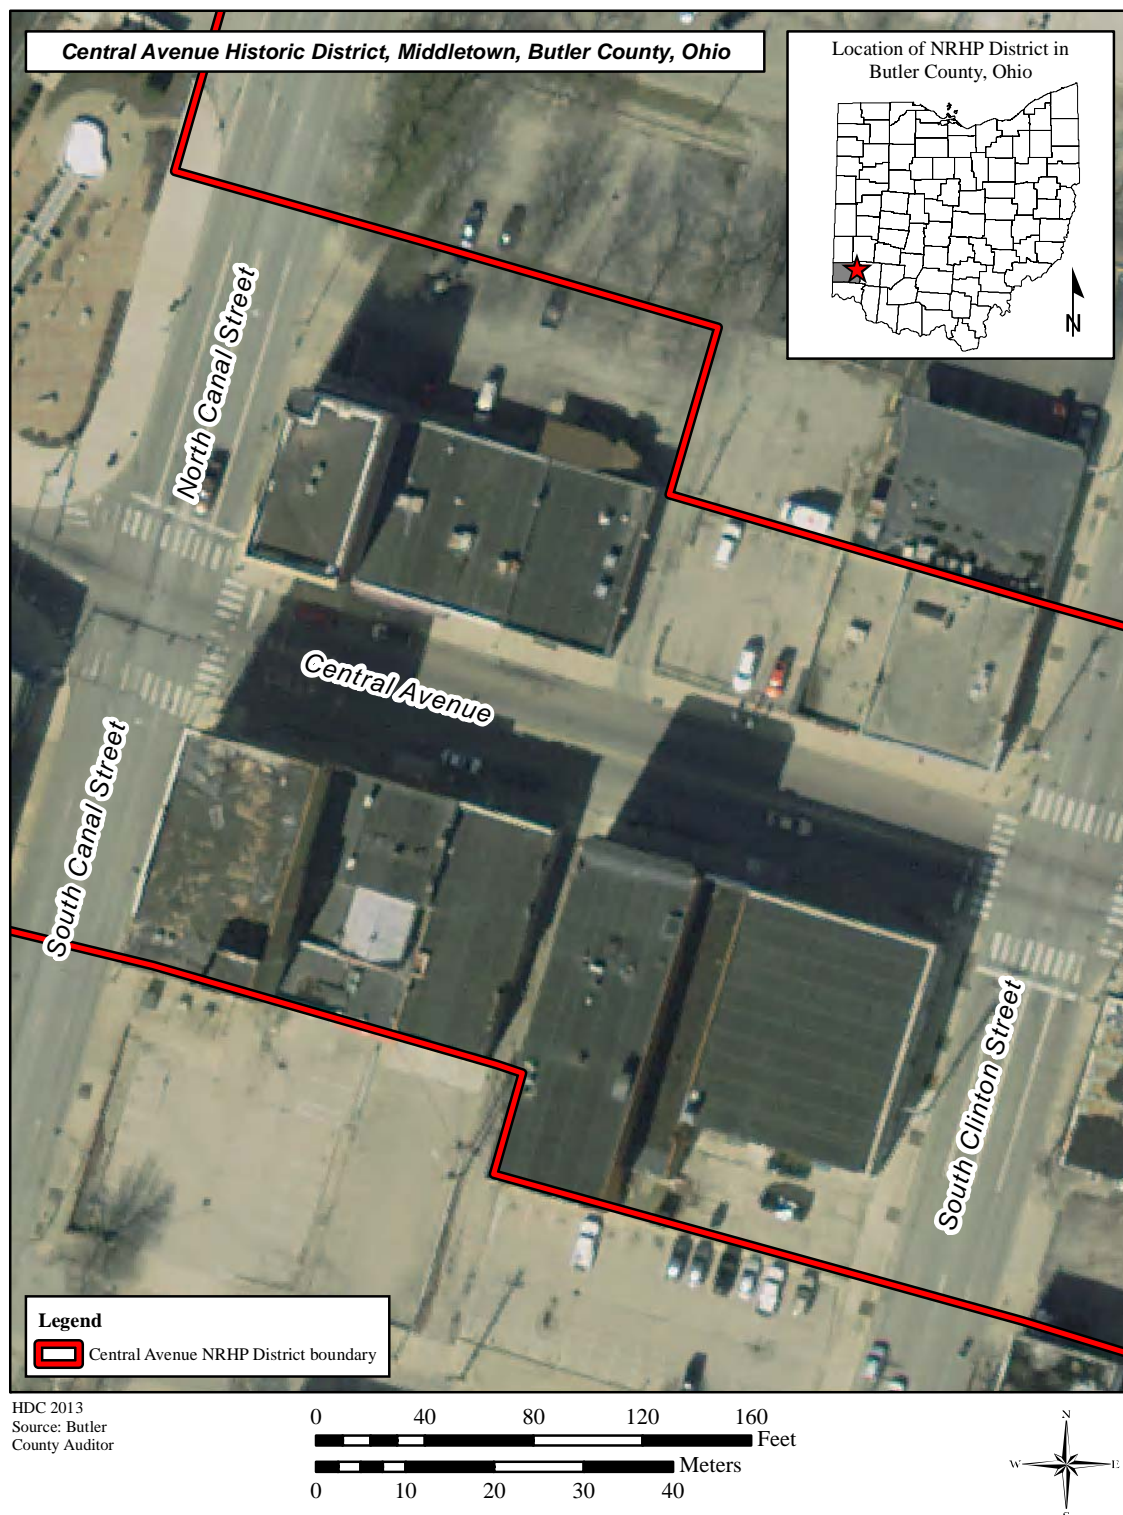 Central Avenue Historic District, Middletown, Butler County, Ohio
Location of NRHP District in
Butler County, Ohio
N
North Canal Street
Central Avenue
South Canal Street
South Clinton Street
Legend
Central Avenue NRHP District boundary
HDC 2013
Source: Butler
County Auditor
0 40 80 120 160
Feet
Meters
0 10 20 30 40
N
W E
S